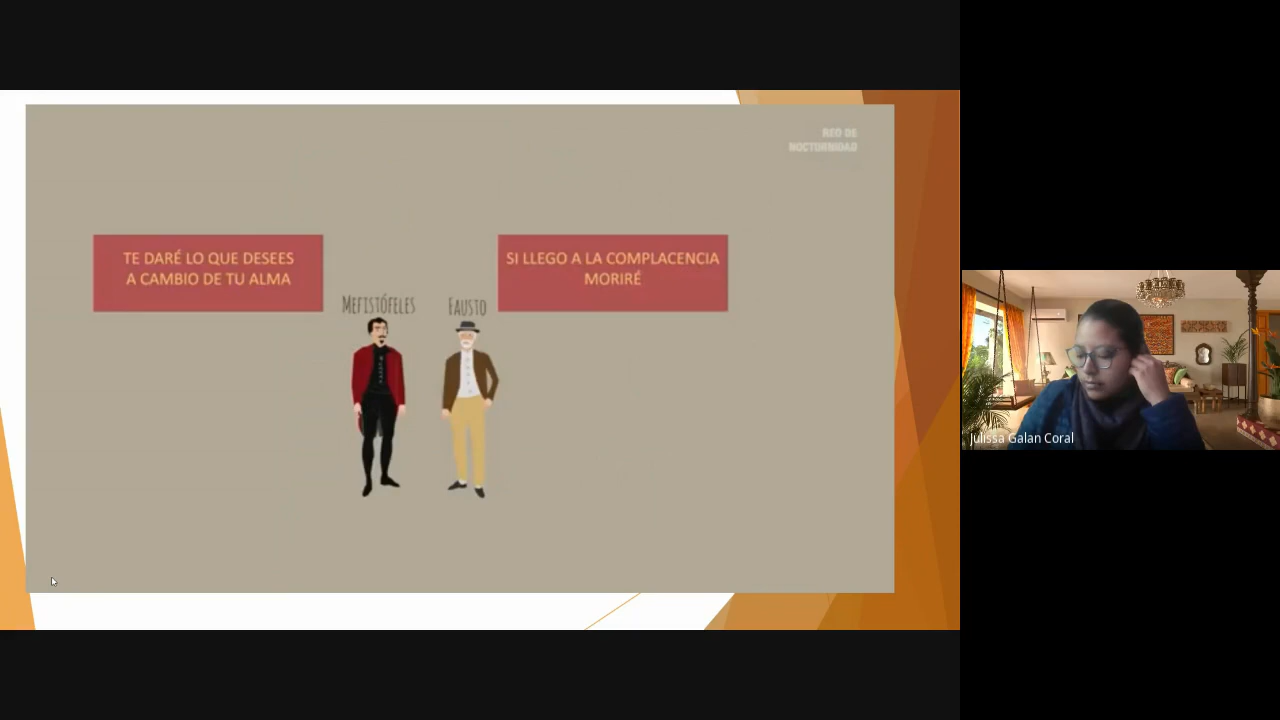 RED DE
NOCTURNIDAD
TE DARÉ LO QUE DESEES
A CAMBIO DE TU ALMA
SI LLEGO A LA COMPLACENCIA
MORIRÉ
MEFISTÓFELES
FAUSTO
Julissa Galan Coral